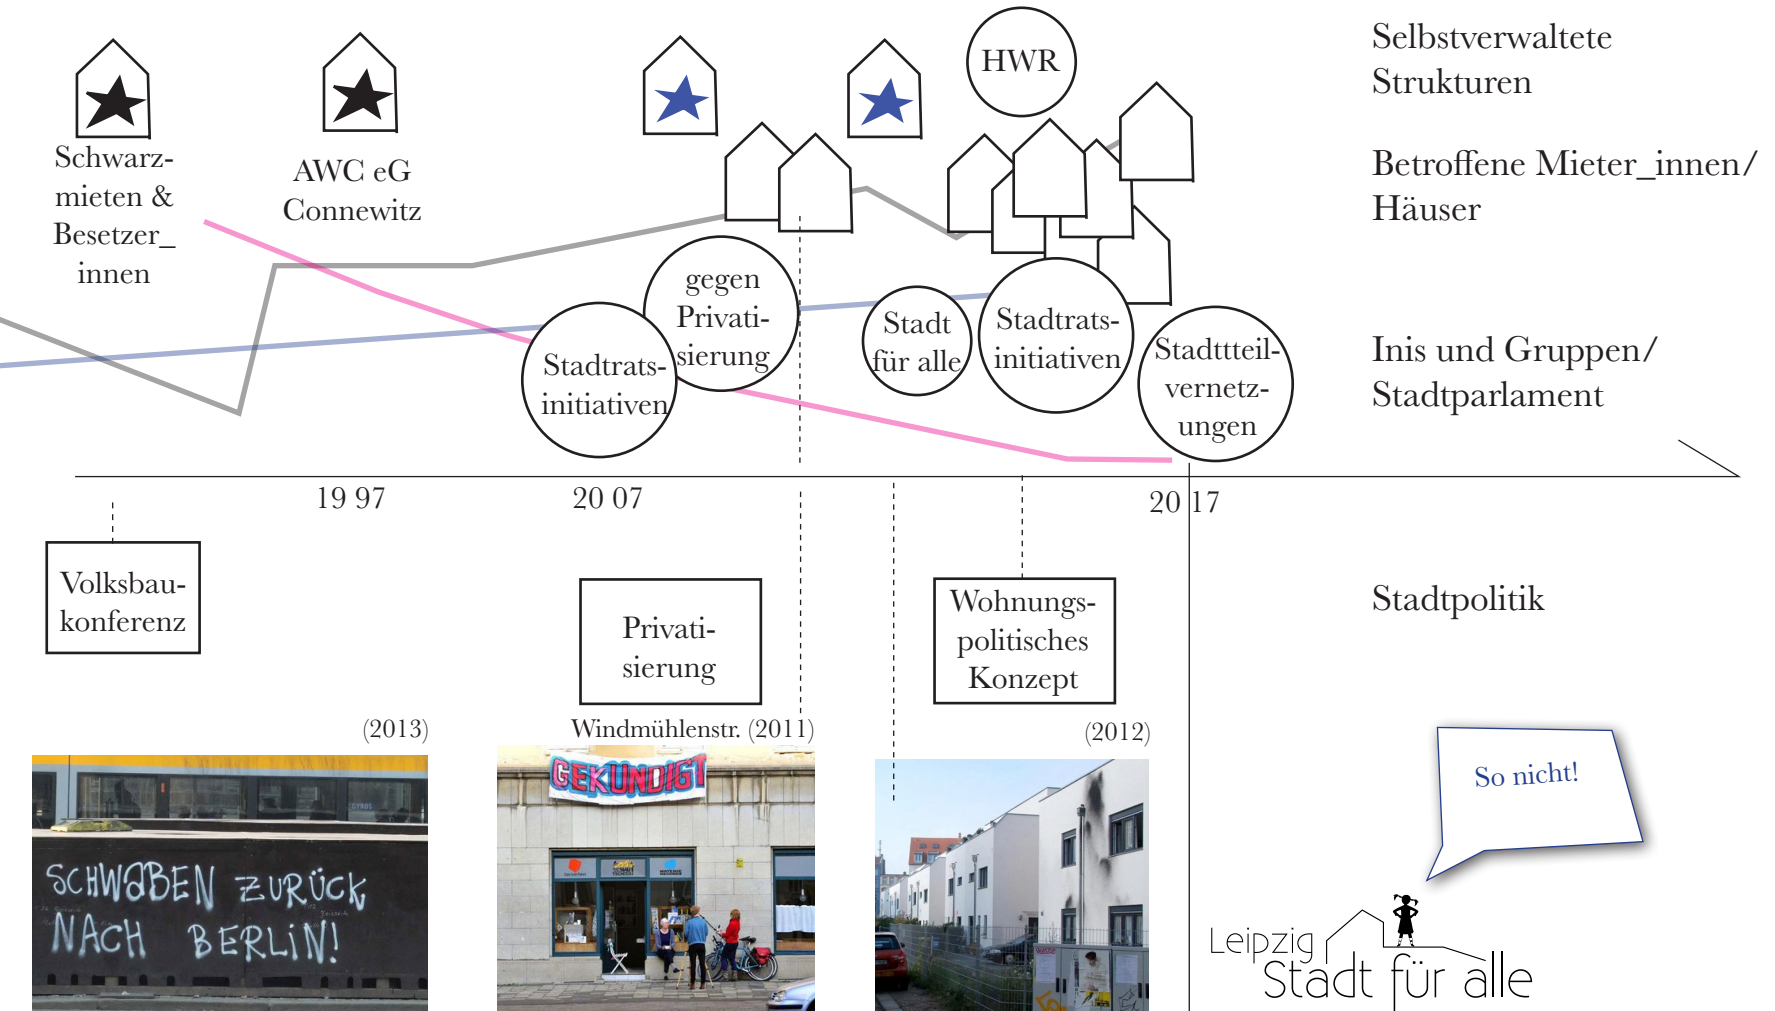 HWR
Selbstverwaltete
Strukturen
Schwarz-
mieten &
Besetzer_
innen
AWC eG
Connewitz
Betroffene Mieter_innen/
Häuser
gegen
Privati-
sierung
Stadtrats-
initiativen
Stadt
für alle
Stadtrats-
initiativen
Stadttteil-
vernetz-
ungen
Inis und Gruppen/
Stadtparlament
19 97
20 07
20 17
Volksbau-
konferenz
Privati-
sierung
Wohnungs-
politisches
Konzept
Stadtpolitik
(2013)
Windmühlenstr. (2011)
(2012)
GYROS
SCHWABEN ZURÜCK
NACH BERLIN!
GEKÜNDIGT
So nicht!
Leipzig
Stadt für alle